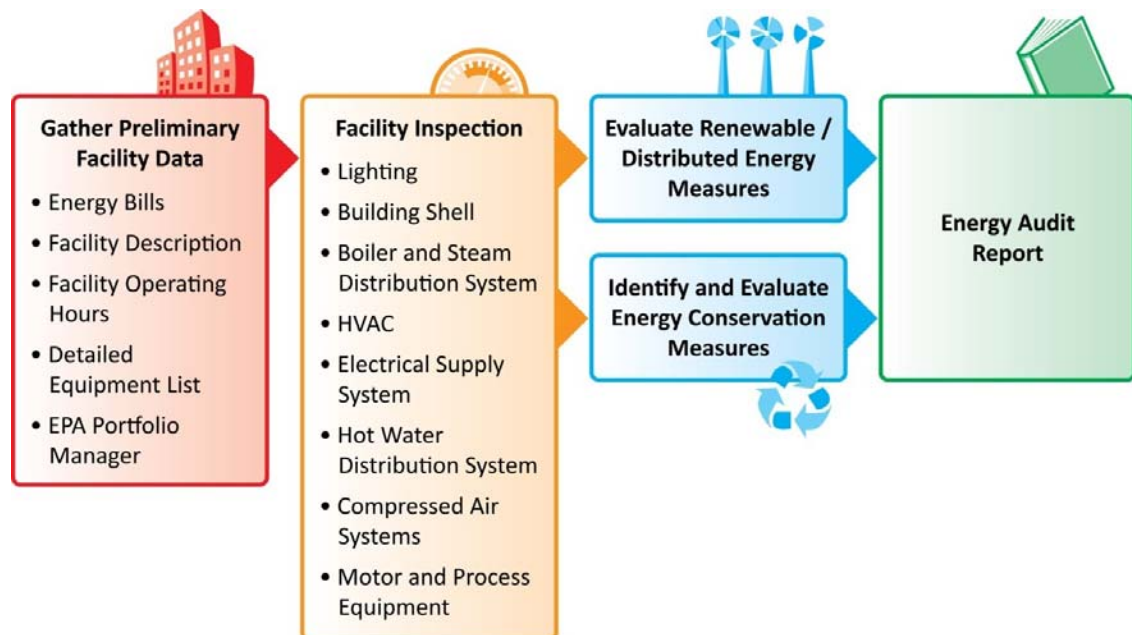 Gather Preliminary
Facility Data
• Energy Bills
• Facility Description
• Facility Operating
Hours
• Detailed
Equipment List
• EPA Portfolio
Manager
Facility Inspection
• Lighting
• Building Shell
• Boiler and Steam
Distribution System
• HVAC
• Electrical Supply
System
• Hot Water
Distribution System
• Compressed Air
Systems
• Motor and Process
Equipment
Evaluate Renewable /
Distributed Energy
Measures
Identify and Evaluate
Energy Conservation
Measures
Energy Audit
Report